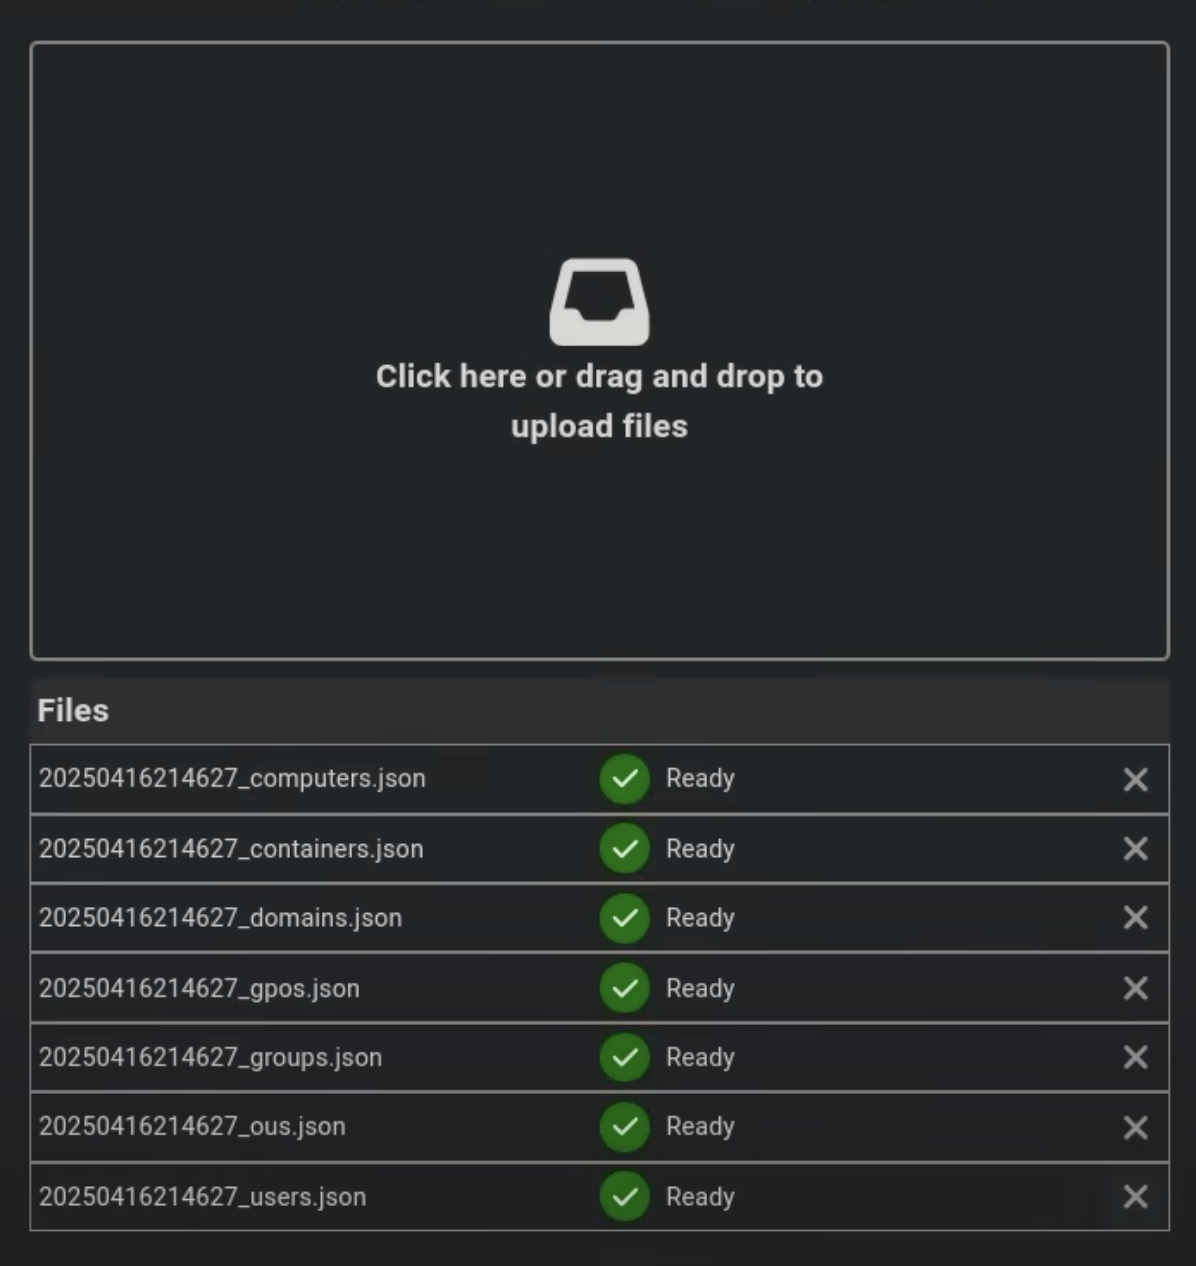 Click here or drag and drop to
upload files
Files
20250416214627_computers.json Ready
20250416214627_containers.json Ready
20250416214627_domains.json Ready
20250416214627_gpos.json Ready
20250416214627_groups.json Ready
20250416214627_ous.json Ready
20250416214627_users.json Ready